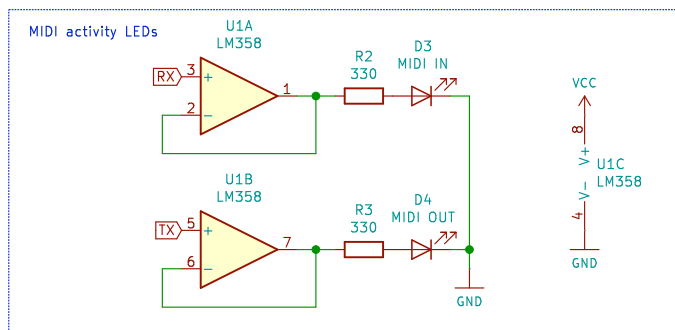 MIDI activity LEDs
U1A
LM358
RX
3
+
2
-
1
R2
330
D3
MIDI IN
U1B
LM358
TX
5
+
6
-
7
R3
330
D4
MIDI OUT
GND
VCC
8
V+
U1C
LM358
V-
4
GND